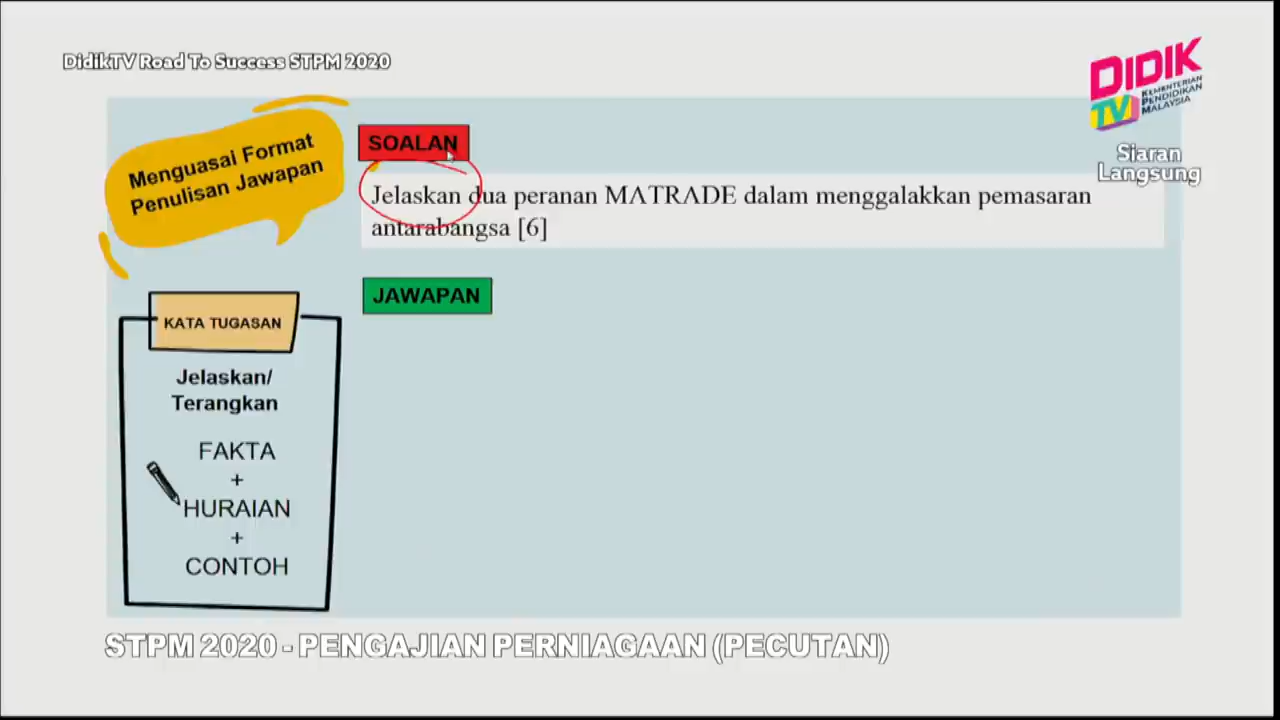 DidikTV Road To Success STPM 2020
DIDIK
TV
KEMENTERIAN
PENDIDIKAN
MALAYSIA
Siaran
Langsung
Menguasai Format
Penulisan Jawapan
SOALAN
Jelaskan dua peranan MATRADE dalam menggalakkan pemasaran
antarabangsa [6]
JAWAPAN
KATA TUGASAN
Jelaskan/
Terangkan
FAKTA
+
HURAIAN
+
CONTOH
STPM 2020 - PENGAJIAN PERNIAGAAN (PECUTAN)